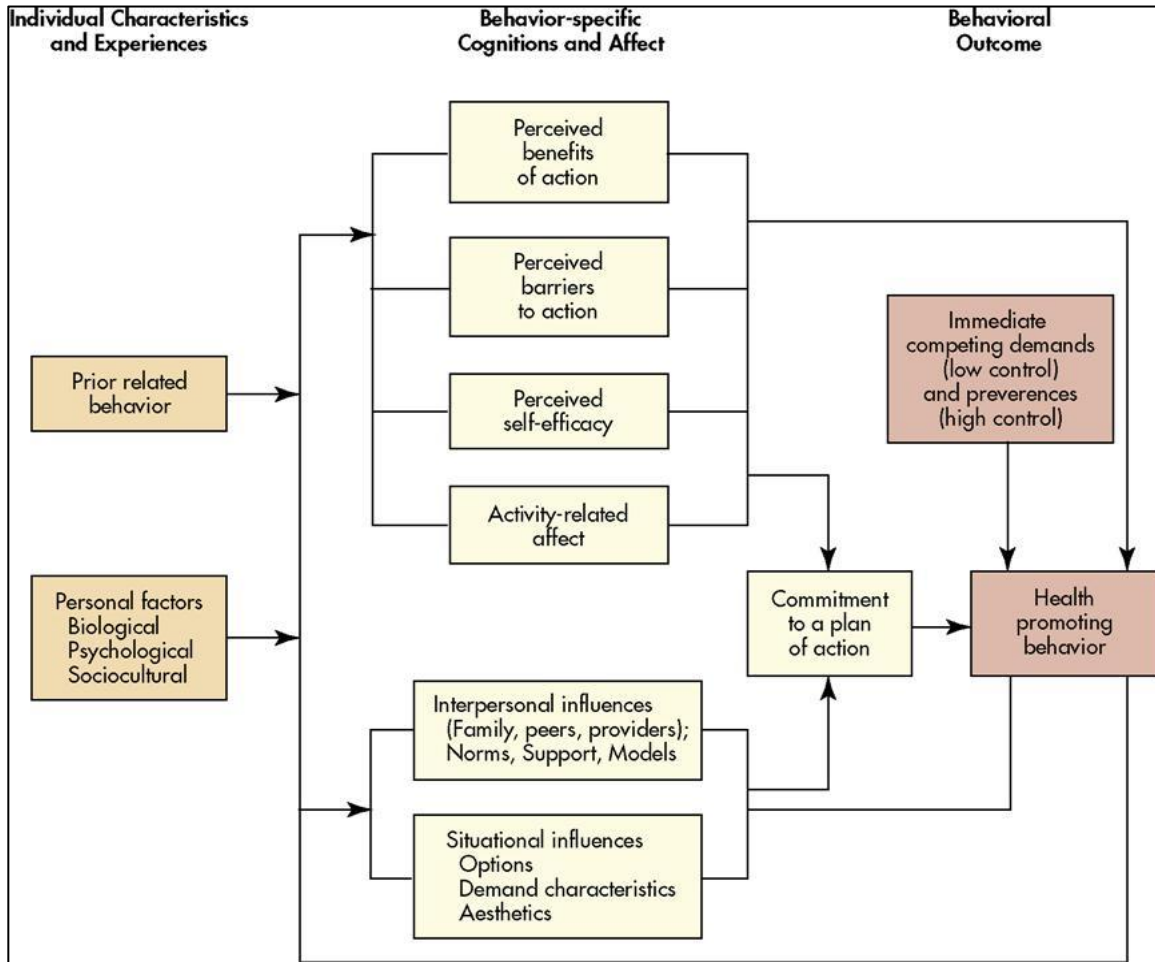 Individual Characteristics
and Experiences
Behavior-specific
Cognitions and Affect
Behavioral
Outcome
Perceived
benefits
of action
Perceived
barriers
to action
Immediate
competing demands
(low control)
and preverences
(high control)
Prior related
behavior
Perceived
self-efficacy
Activity-related
affect
Personal factors
Biological
Psychological
Sociocultural
Commitment
to a plan
of action
Health
promoting
behavior
Interpersonal influences
(Family, peers, providers);
Norms, Support, Models
Situational influences
Options
Demand characteristics
Aesthetics